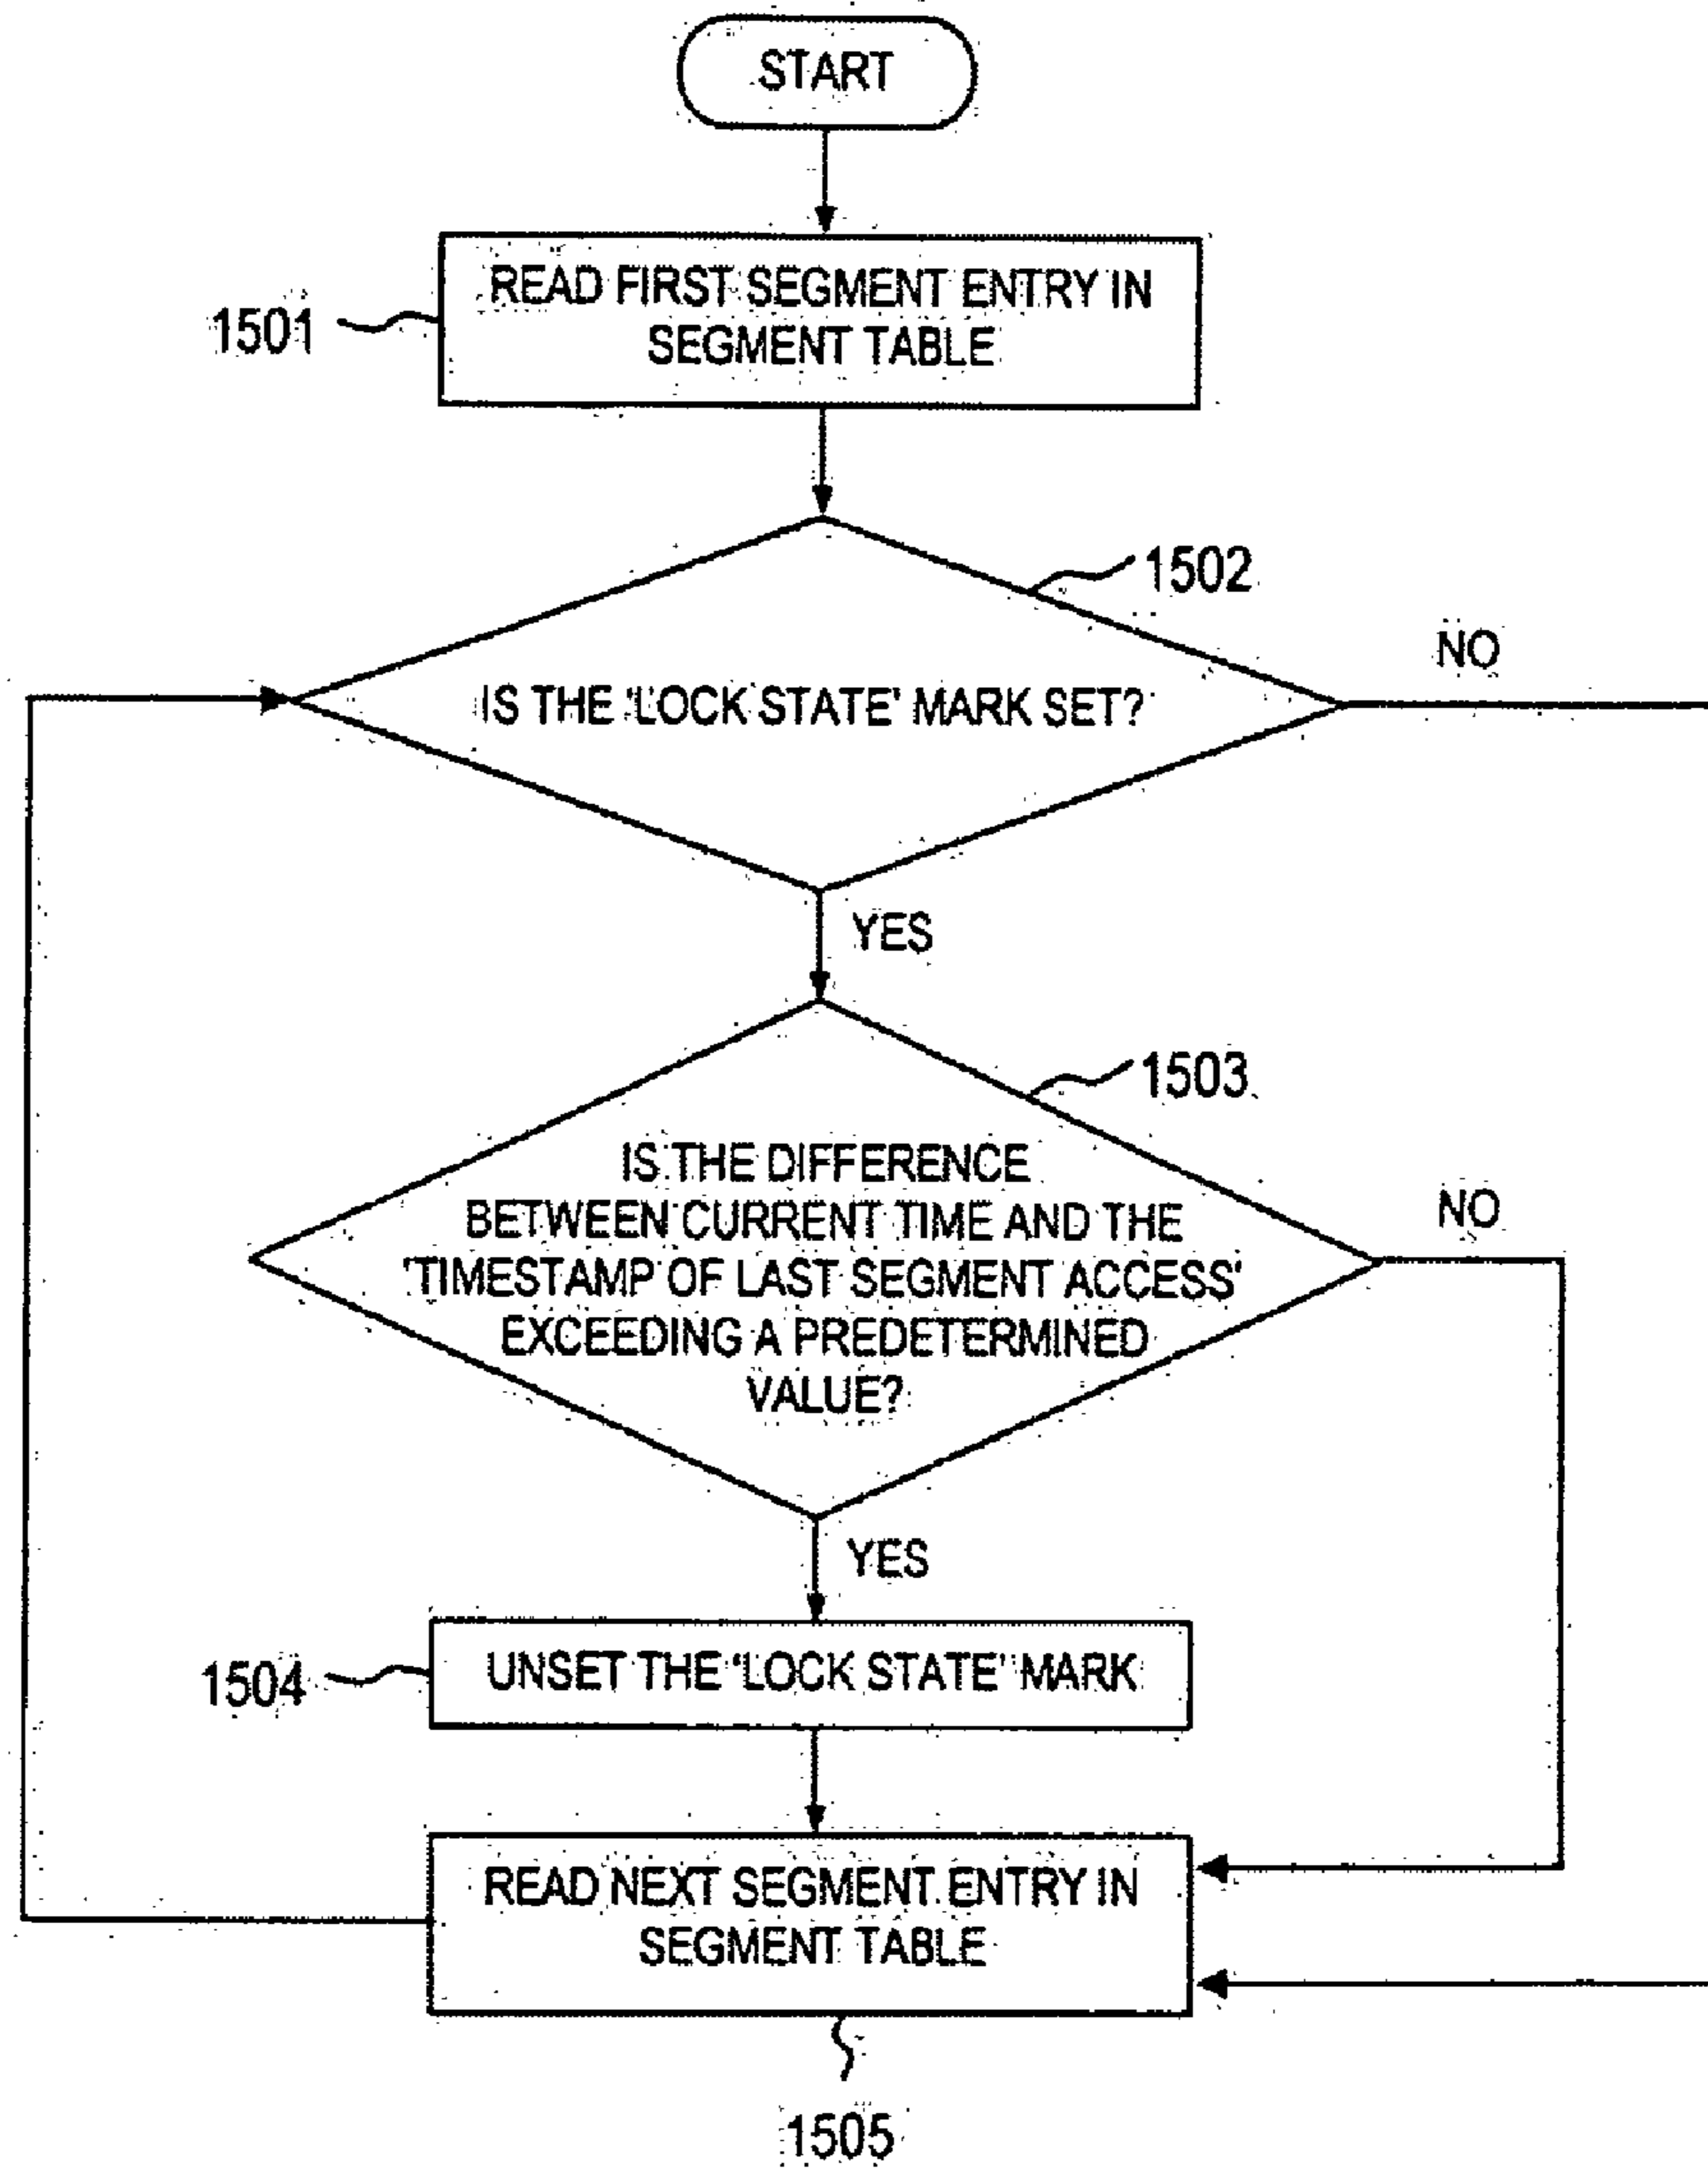 START
READ FIRST SEGMENT ENTRY IN
SEGMENT TABLE
1501
1502
NO
IS THE 'LOCK STATE' MARK SET?
YES
1503
IS THE DIFFERENCE
BETWEEN CURRENT TIME AND THE
'TIMESTAMP OF LAST SEGMENT ACCESS'
EXCEEDING A PREDETERMINED
VALUE?
NO
YES
1504
UNSET THE 'LOCK STATE' MARK
READ NEXT SEGMENT ENTRY IN
SEGMENT TABLE
1505